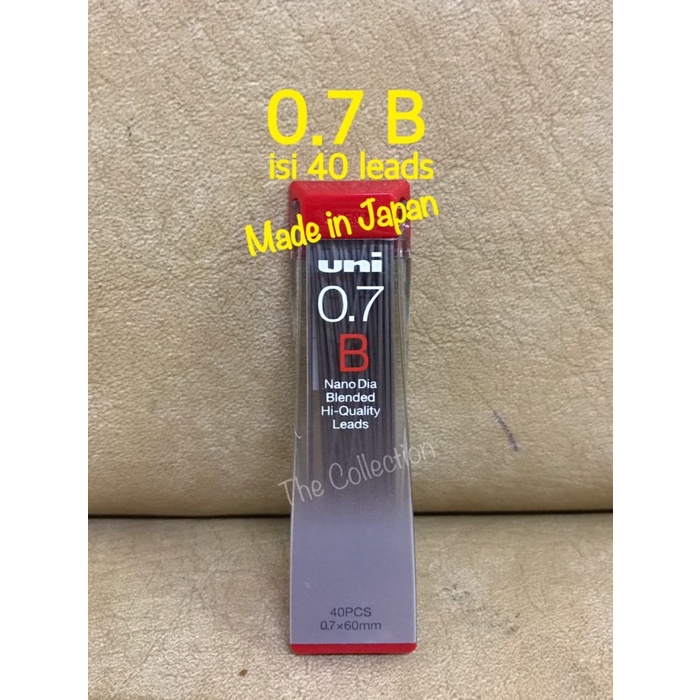 0.7 B
isi 40 leads
Made in Japan
uni
0.7
B
Nano Dia
Blended
Hi-Quality
Leads
The Collection
40PCS
0.7×60mm